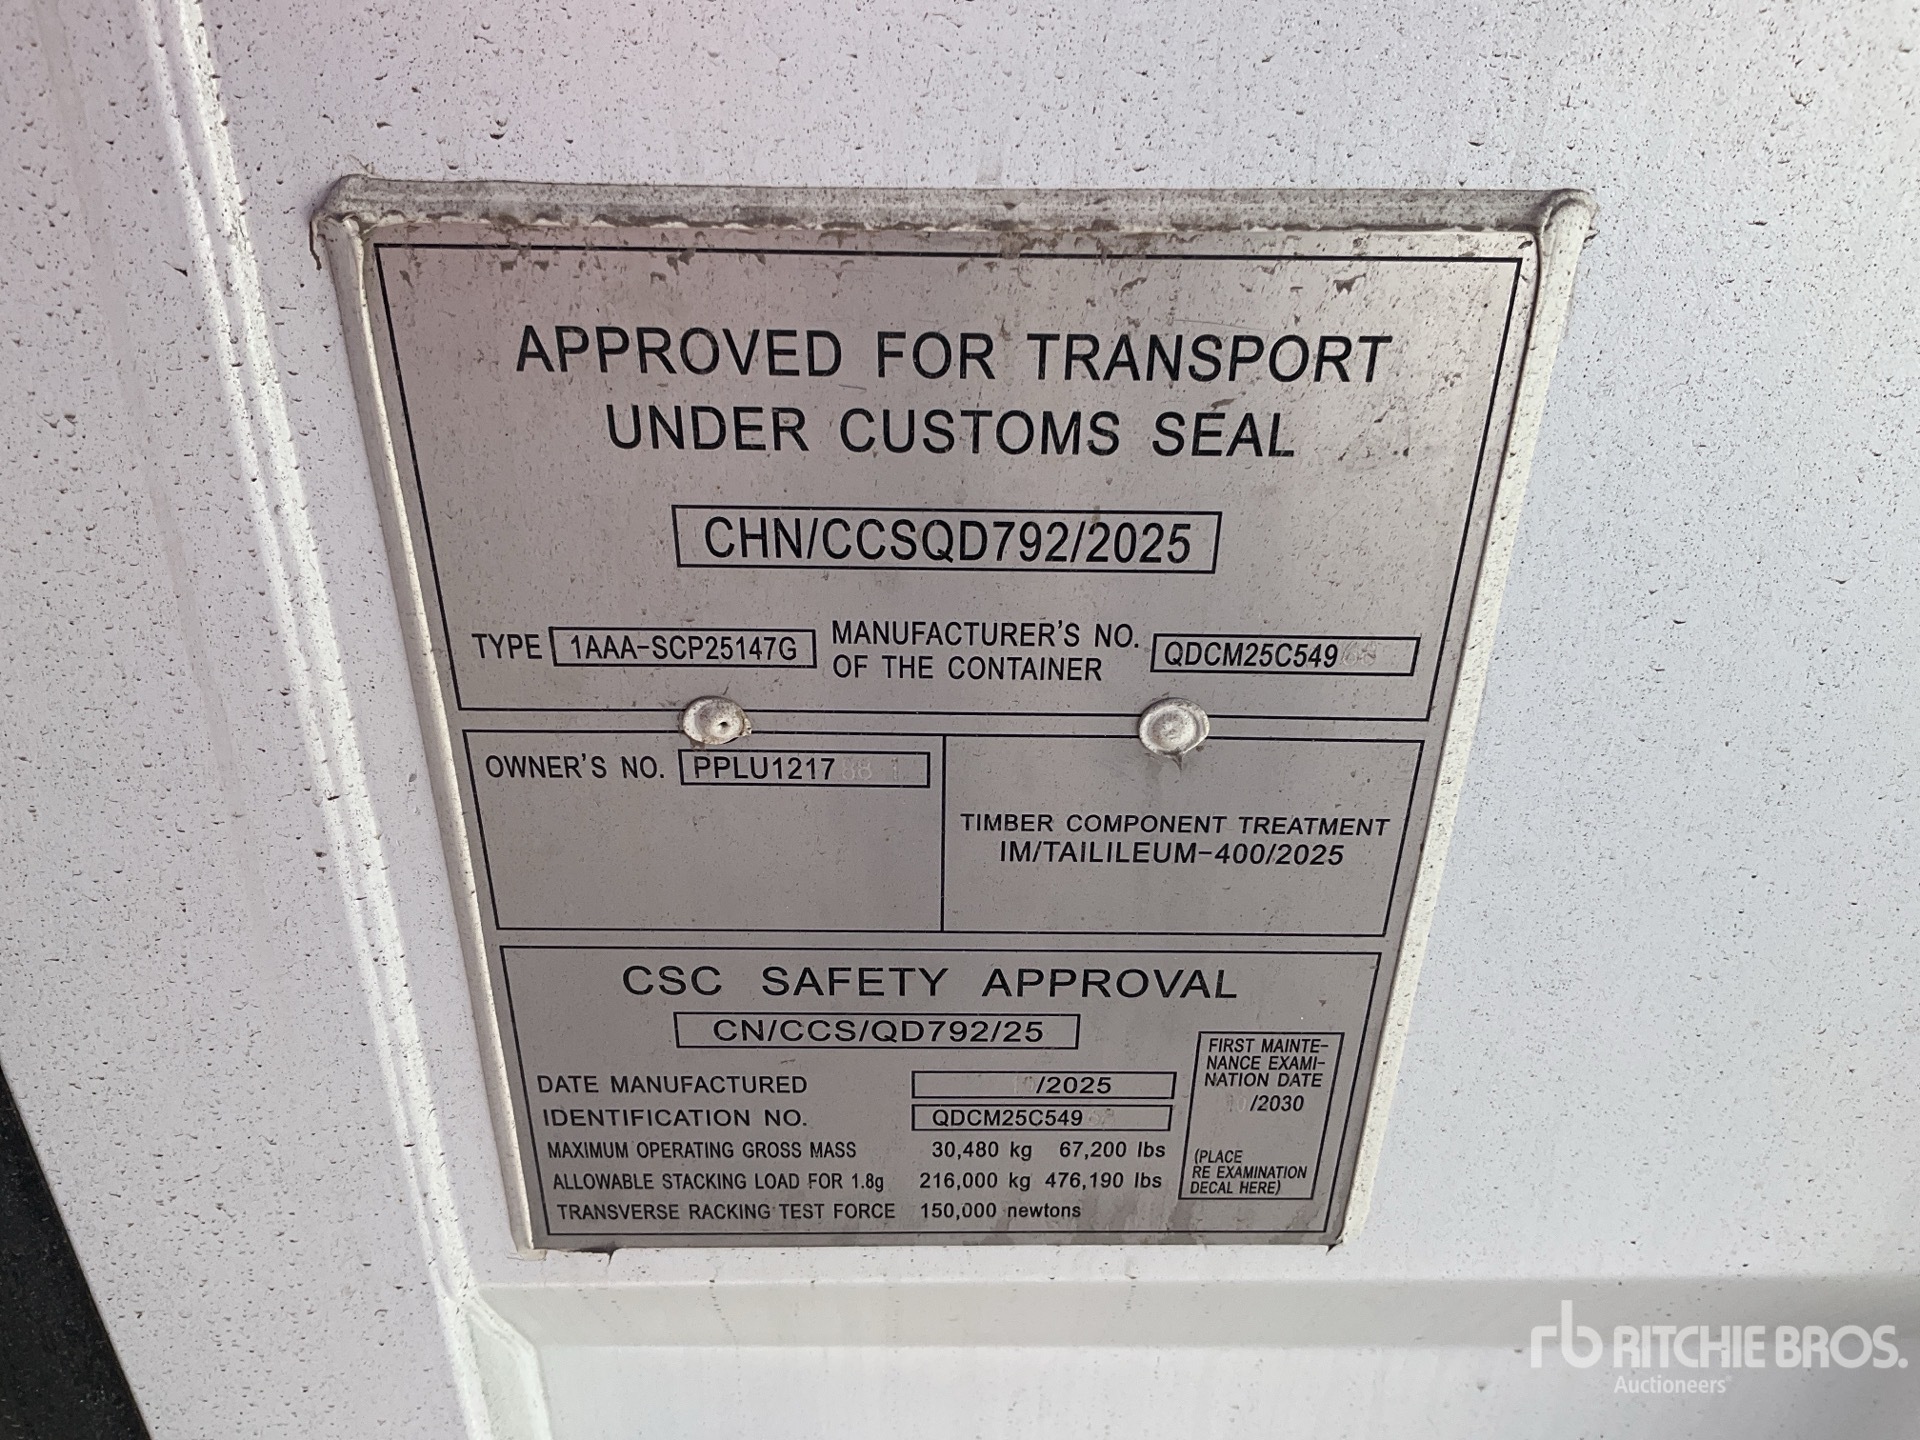 APPROVED FOR TRANSPORT
UNDER CUSTOMS SEAL
CHN/CCSQD792/2025
TYPE 1AAA-SCP25147G
MANUFACTURER'S NO.
OF THE CONTAINER
QDCM25C549
OWNER'S NO. PPLU1217
TIMBER COMPONENT TREATMENT
IM/TAILILEUM-400/2025
CSC SAFETY APPROVAL
CN/CCS/QD792/25
DATE MANUFACTURED 10/2025
IDENTIFICATION NO. QDCM25C549
MAXIMUM OPERATING GROSS MASS 30,480 kg 67,200 lbs
ALLOWABLE STACKING LOAD FOR 1.8g 216,000 kg 476,190 lbs
TRANSVERSE RACKING TEST FORCE 150,000 newtons
FIRST MAINTE-
NANCE EXAMI-
NATION DATE
10/2030
(PLACE
RE EXAMINATION
DECAL HERE)
rb RITCHIE BROS.
Auctioneers